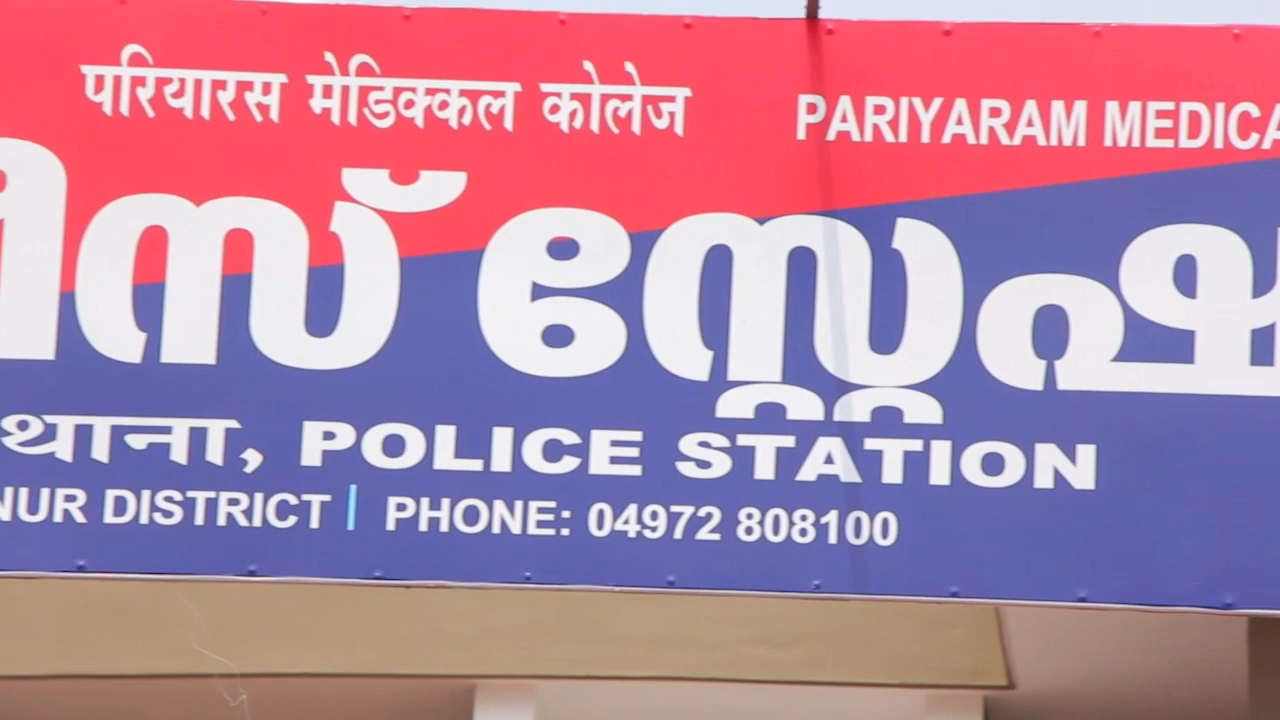 परियारस मेडिक्कल कोलेज PARIYARAM MEDICA
ീസ് സ്റ്റേഷ
थाना, POLICE STATION
NUR DISTRICT | PHONE: 04972 808100